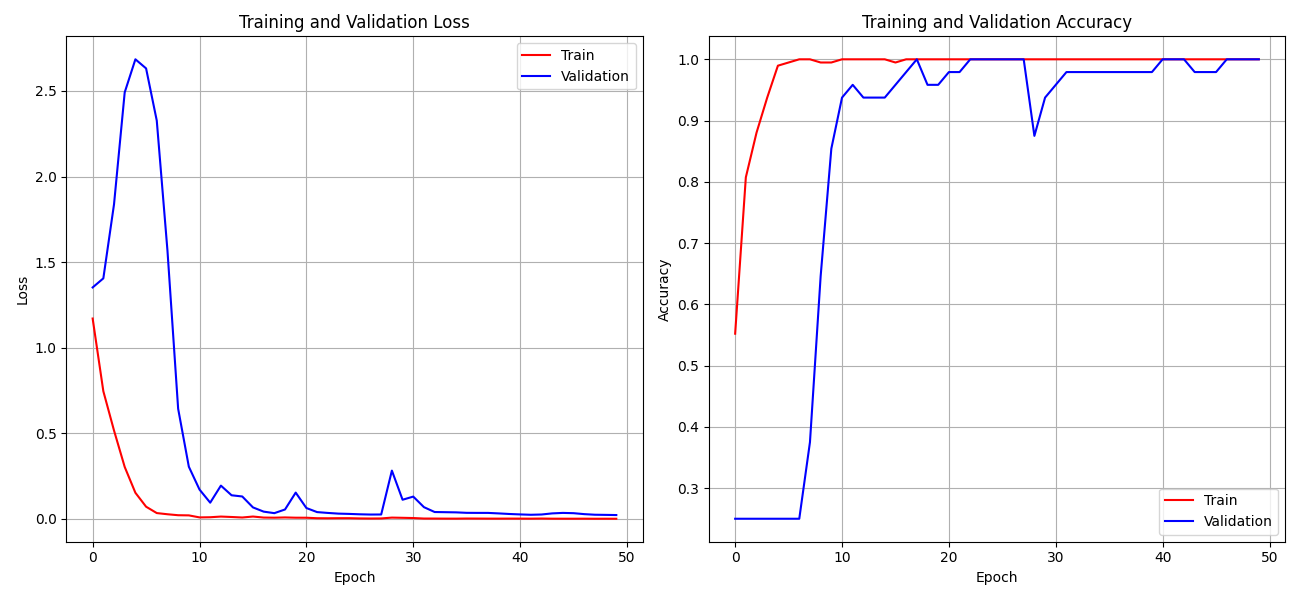 Training and Validation Loss
Train
Validation
2.5
2.0
1.5
1.0
0.5
0.0
Loss
0 10 20 30 40 50
Epoch
Training and Validation Accuracy
1.0
0.9
0.8
0.7
0.6
0.5
0.4
0.3
Accuracy
Train
Validation
0 10 20 30 40 50
Epoch